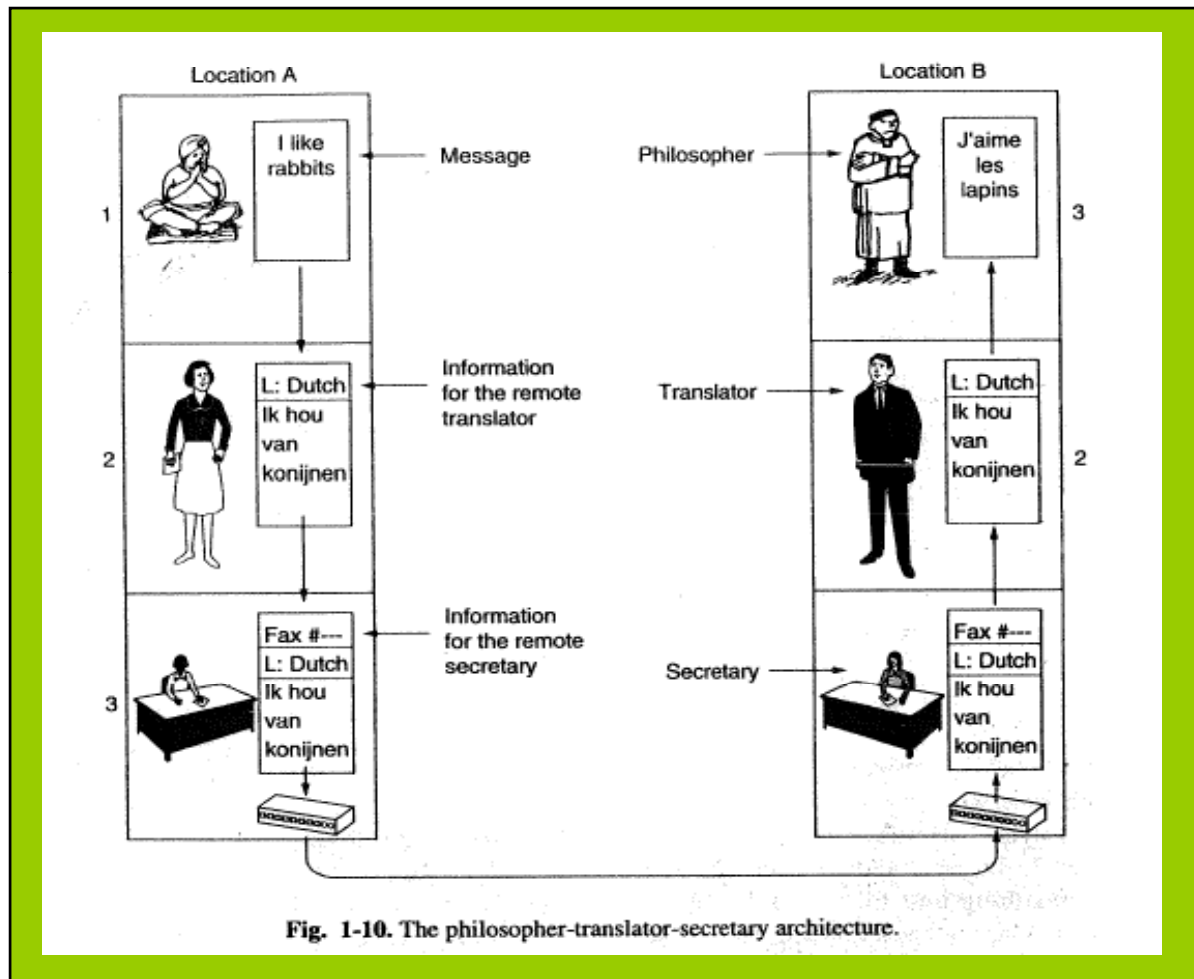 Location A
Location B
I like
rabbits
Message
Philosopher
J'aime
les
lapins
1
3
L: Dutch
Ik hou
van
konijnen
Information
for the remote
translator
Translator
L: Dutch
Ik hou
van
konijnen
2
2
Fax #---
L: Dutch
Ik hou
van
konijnen
Information
for the remote
secretary
Secretary
Fax #---
L: Dutch
Ik hou
van
konijnen
3
Fig. 1-10. The philosopher-translator-secretary architecture.